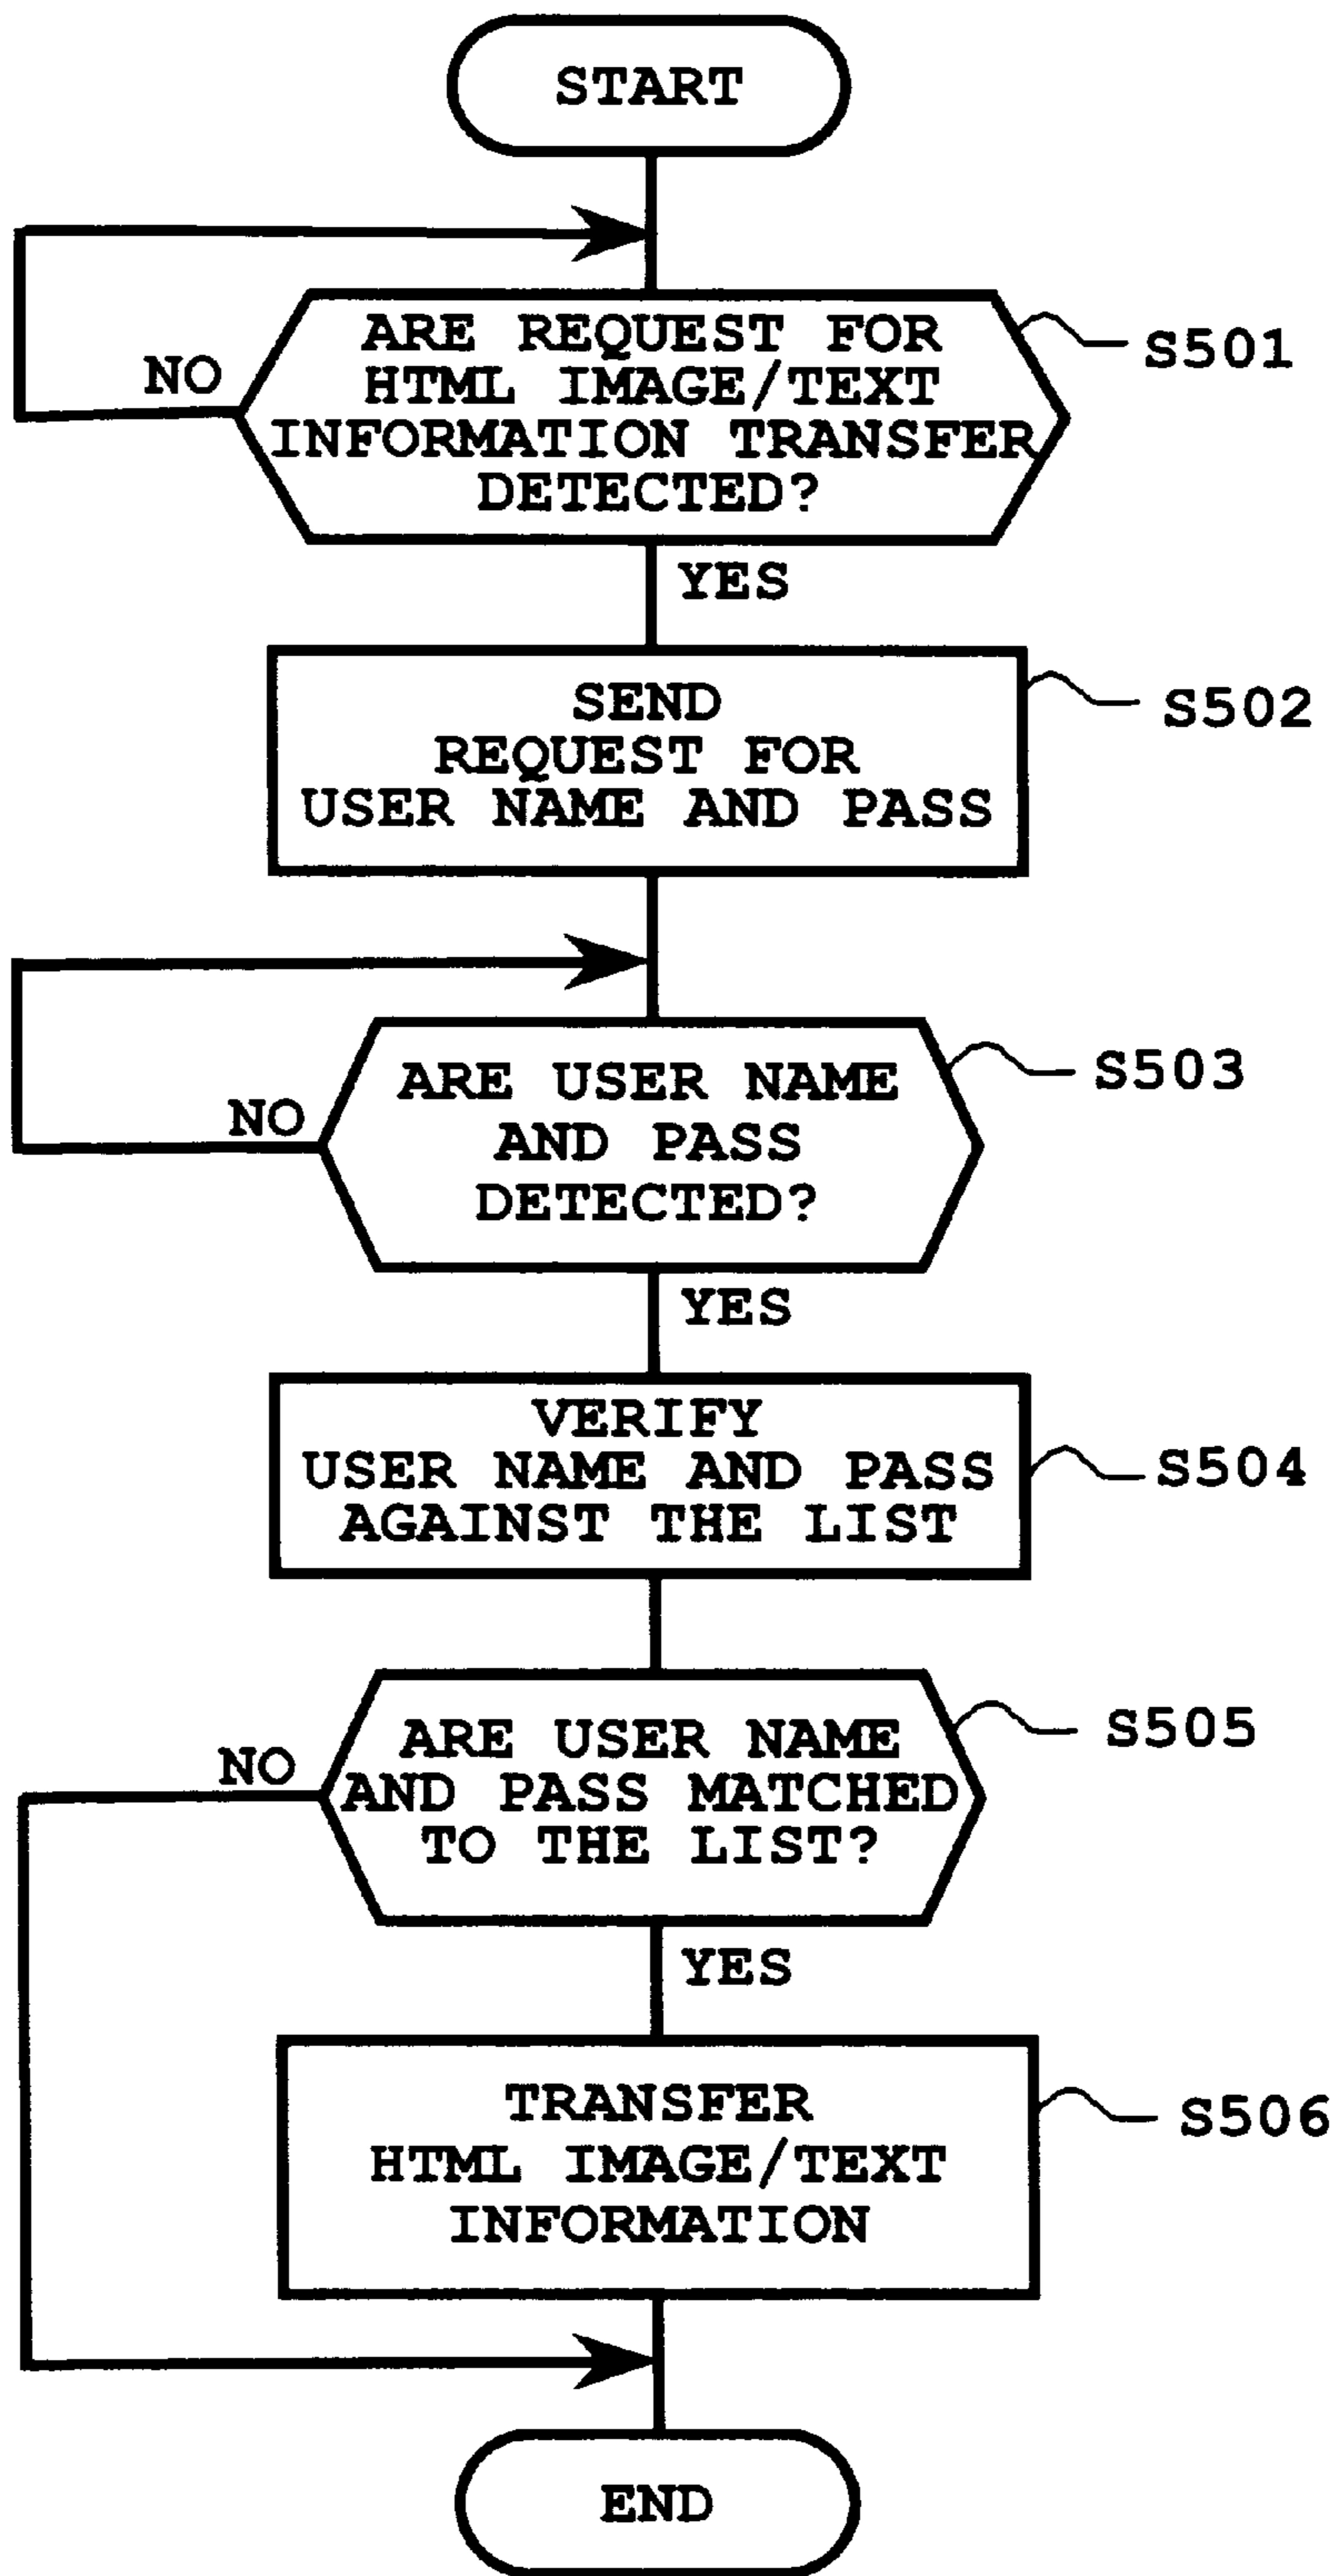 START
ARE REQUEST FOR
HTML IMAGE/TEXT
INFORMATION TRANSFER
DETECTED?
S501
NO
YES
SEND
REQUEST FOR
USER NAME AND PASS
S502
ARE USER NAME
AND PASS
DETECTED?
S503
NO
YES
VERIFY
USER NAME AND PASS
AGAINST THE LIST
S504
ARE USER NAME
AND PASS MATCHED
TO THE LIST?
S505
NO
YES
TRANSFER
HTML IMAGE/TEXT
INFORMATION
S506
END